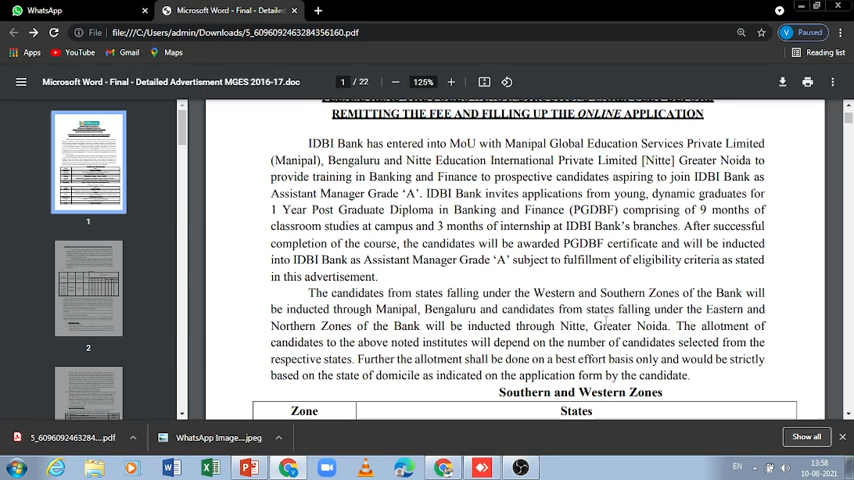 WhatsApp
Microsoft Word - Final - Detailed
File | file:///C:/Users/admin/Downloads/5_6096092463284356160.pdf
V Paused
Apps YouTube Gmail Maps Reading list
Microsoft Word - Final - Detailed Advertisment MGES 2016-17.doc 1 / 22 125%
REMITTING THE FEE AND FILLING UP THE ONLINE APPLICATION
IDBI Bank has entered into MoU with Manipal Global Education Services Private Limited
(Manipal), Bengaluru and Nitte Education International Private Limited [Nitte] Greater Noida to
provide training in Banking and Finance to prospective candidates aspiring to join IDBI Bank as
Assistant Manager Grade ‘A’. IDBI Bank invites applications from young, dynamic graduates for
1 Year Post Graduate Diploma in Banking and Finance (PGDBF) comprising of 9 months of
classroom studies at campus and 3 months of internship at IDBI Bank’s branches. After successful
completion of the course, the candidates will be awarded PGDBF certificate and will be inducted
into IDBI Bank as Assistant Manager Grade ‘A’ subject to fulfillment of eligibility criteria as stated
in this advertisement.
The candidates from states falling under the Western and Southern Zones of the Bank will
be inducted through Manipal, Bengaluru and candidates from states falling under the Eastern and
Northern Zones of the Bank will be inducted through Nitte, Greater Noida. The allotment of
candidates to the above noted institutes will depend on the number of candidates selected from the
respective states. Further the allotment shall be done on a best effort basis only and would be strictly
based on the state of domicile as indicated on the application form by the candidate.
Southern and Western Zones
Zone States
1
2
5_6096092463284....pdf WhatsApp Image....jpeg Show all
EN 13:58
10-08-2021